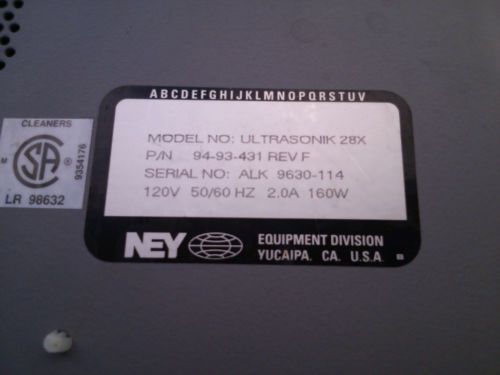 ABCDEFGHIJKLMNOPQRSTUV
MODEL NO: ULTRASONIK 28X
P/N 94-93-431 REV F
SERIAL NO: ALK 9630-114
120V 50/60 HZ 2.0A 160W
NEY EQUIPMENT DIVISION
YUCAIPA, CA. U.S.A.
CLEANERS
SA
9354176
LR 98632